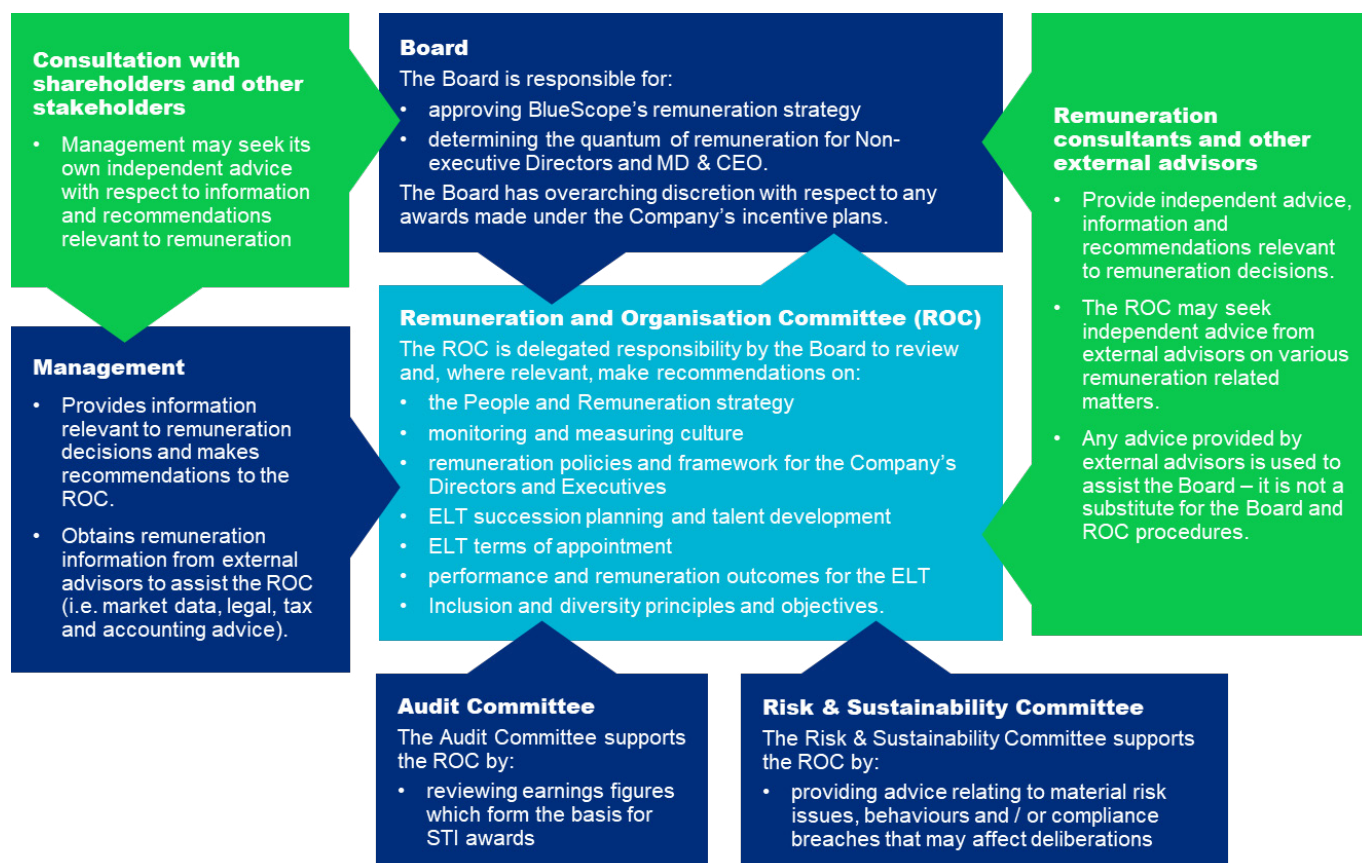 Consultation with
shareholders and other
stakeholders
• Management may seek its
own independent advice
with respect to information
and recommendations
relevant to remuneration
Board
The Board is responsible for:
• approving BlueScope's remuneration strategy
• determining the quantum of remuneration for Non-
executive Directors and MD & CEO.
The Board has overarching discretion with respect to any
awards made under the Company's incentive plans.
Remuneration
consultants and other
external advisors
• Provide independent advice,
information and
recommendations relevant
to remuneration decisions.
• The ROC may seek
independent advice from
external advisors on various
remuneration related
matters.
• Any advice provided by
external advisors is used to
assist the Board – it is not a
substitute for the Board and
ROC procedures.
Management
• Provides information
relevant to remuneration
decisions and makes
recommendations to the
ROC.
• Obtains remuneration
information from external
advisors to assist the ROC
(i.e. market data, legal, tax
and accounting advice).
Remuneration and Organisation Committee (ROC)
The ROC is delegated responsibility by the Board to review
and, where relevant, make recommendations on:
• the People and Remuneration strategy
• monitoring and measuring culture
• remuneration policies and framework for the Company's
Directors and Executives
• ELT succession planning and talent development
• ELT terms of appointment
• performance and remuneration outcomes for the ELT
• Inclusion and diversity principles and objectives.
Audit Committee
The Audit Committee supports
the ROC by:
• reviewing earnings figures
which form the basis for
STI awards
Risk & Sustainability Committee
The Risk & Sustainability Committee supports
the ROC by:
• providing advice relating to material risk
issues, behaviours and / or compliance
breaches that may affect deliberations